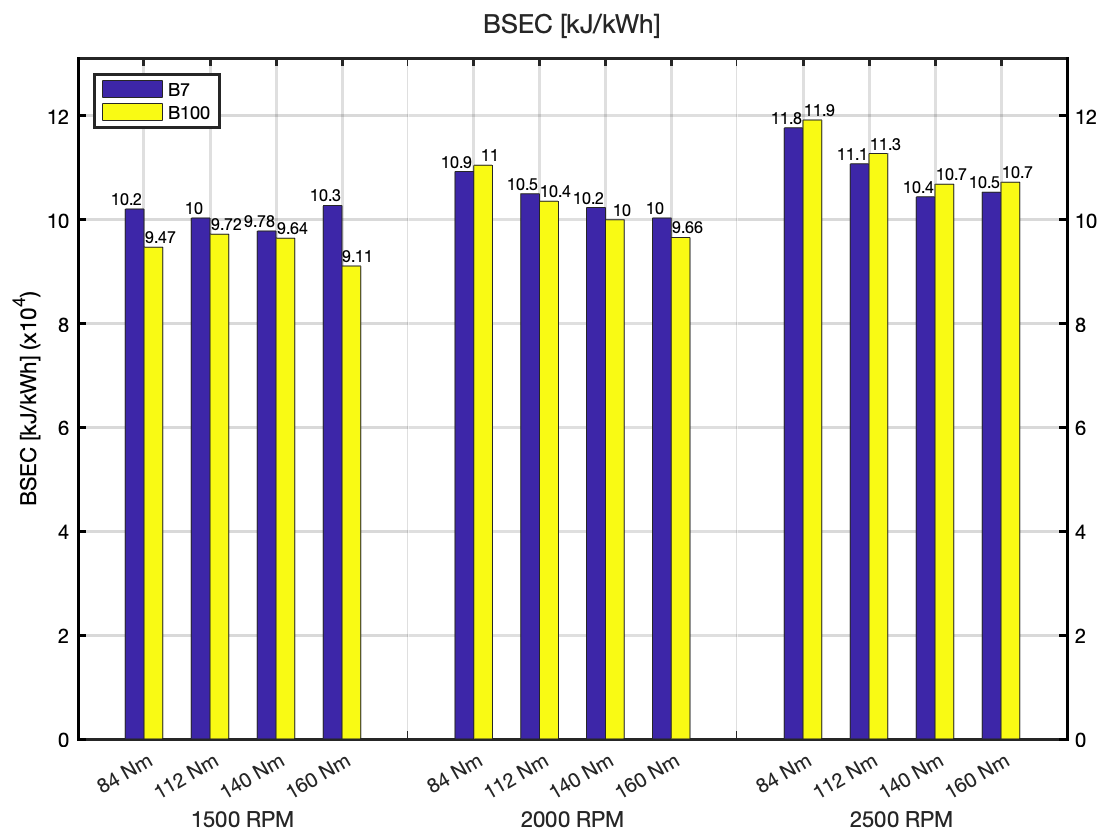 BSEC [kJ/kWh]
B7
B100
BSEC [kJ/kWh] (x10⁴)
12
10
8
6
4
2
0
12
10
8
6
4
2
0
10.2
9.47
10
9.72
9.78
9.64
10.3
9.11
10.9
11
10.5
10.4
10.2
10
10
9.66
11.8
11.9
11.1
11.3
10.4
10.7
10.5
10.7
84 Nm
112 Nm
140 Nm
160 Nm
84 Nm
112 Nm
140 Nm
160 Nm
84 Nm
112 Nm
140 Nm
160 Nm
1500 RPM
2000 RPM
2500 RPM